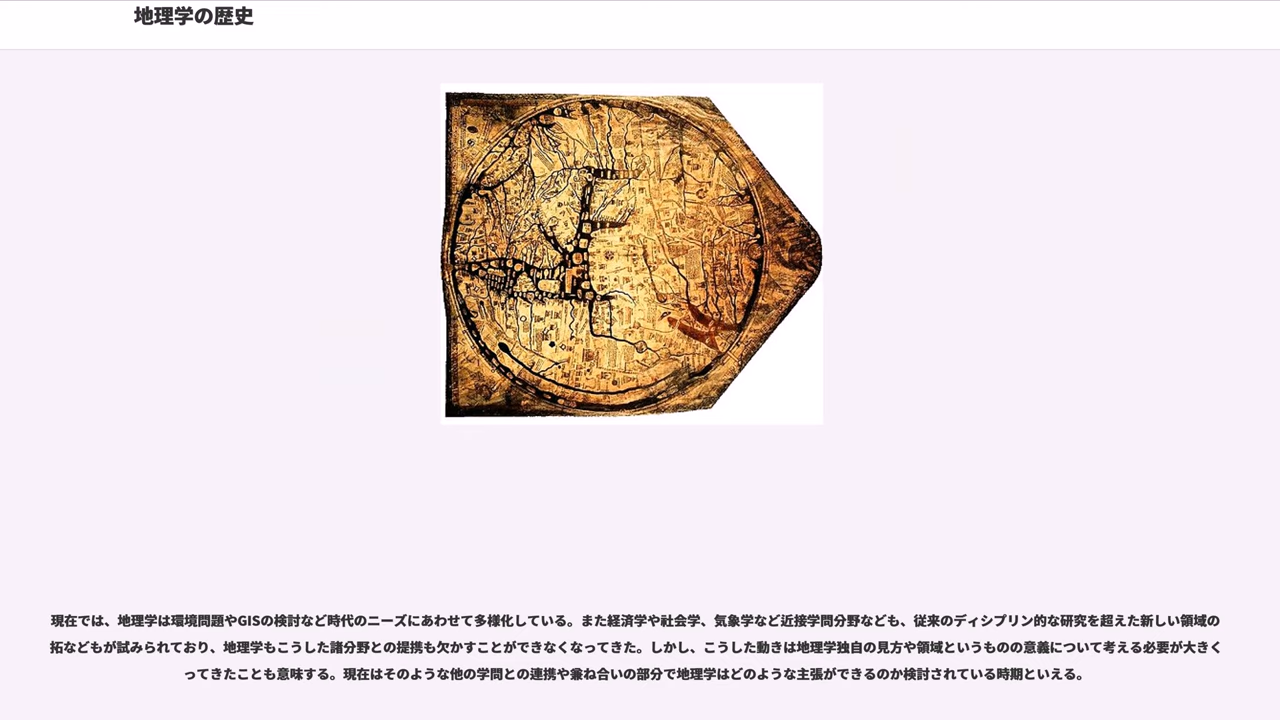 地理学の歴史
現在では、地理学は環境問題やGISの検討など時代のニーズにあわせて多様化している。また経済学や社会学、気象学など近接学問分野なども、従来のディシプリン的な研究を超えた新しい領域の
拓などもが試みられており、地理学もこうした諸分野との提携も欠かすことができなくなってきた。しかし、こうした動きは地理学独自の見方や領域というものの意義について考える必要が大きく
ってきたことも意味する。現在はそのような他の学問との連携や兼ね合いの部分で地理学はどのような主張ができるのか検討されている時期といえる。